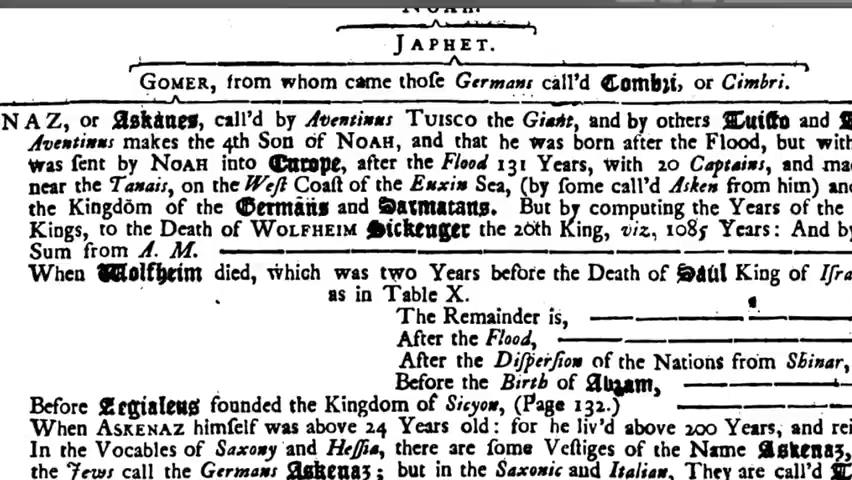 NOAH.
JAPHET.
GOMER, from whom came thoſe Germans call'd Combri, or Cimbri.
NAZ, or Askanes, call'd by Aventinus TUISCO the Giant, and by others Tuiſto and
Aventinus makes the 4th Son of NOAH, and that he was born after the Flood, but with
was ſent by NOAH into Europe, after the Flood 131 Years, with 20 Captains, and ma
near the Tanais, on the Weſt Coaſt of the Euxin Sea, (by ſome call'd Asken from him) an
the Kingdom of the Germans and Sarmatans. But by computing the Years of the
Kings, to the Death of WOLFHEIM Sickenger the 20th King, viz, 1085 Years: And by
Sum from A. M.
When Wolfheim died, which was two Years before the Death of Saul King of Iſra
as in Table X.
The Remainder is,
After the Flood,
After the Diſperſion of the Nations from Shinar,
Before the Birth of Abram,
Before Aegialeus founded the Kingdom of Sicyon, (Page 132.)
When ASKENAZ himſelf was above 24 Years old: for he liv'd above 200 Years, and rei
In the Vocables of Saxony and Heſſia, there are ſome Veſtiges of the Name Askenaz,
the Jews call the Germans Askenaz; but in the Saxonic and Italian, They are call'd